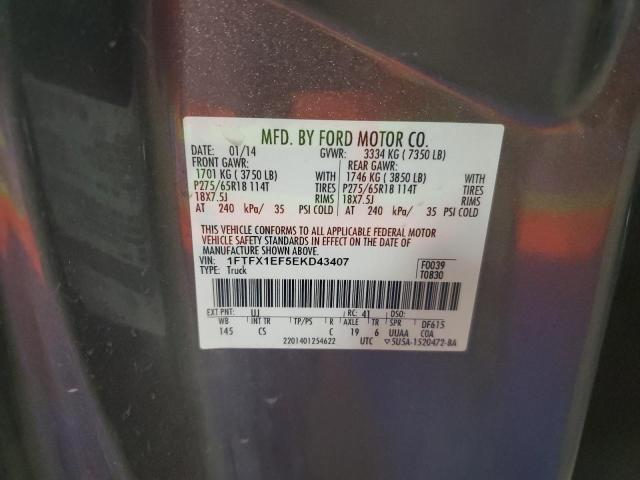 MFD. BY FORD MOTOR CO.
DATE: 01/14 GVWR: 3334 KG ( 7350 LB)
FRONT GAWR: REAR GAWR:
1701 KG ( 3750 LB) WITH 1746 KG ( 3850 LB) WITH
P275/65R18 114T TIRES P275/65R18 114T TIRES
18X7.5J RIMS 18X7.5J RIMS
AT 240 kPa/ 35 PSI COLD AT 240 kPa/ 35 PSI COLD
THIS VEHICLE CONFORMS TO ALL APPLICABLE FEDERAL MOTOR
VEHICLE SAFETY STANDARDS IN EFFECT ON THE DATE OF
MANUFACTURE SHOWN ABOVE.
VIN: 1FTFX1EF5EKD43407 F0039
TYPE: Truck T0830
EXT PNT: UJ RC: 41 DSO:
WB INT TR TP/PS R AXLE TR SPR DF615
145 CS C 19 6 UUAA COA
2201401254622 UTC ▽5U5A-1520472-BA